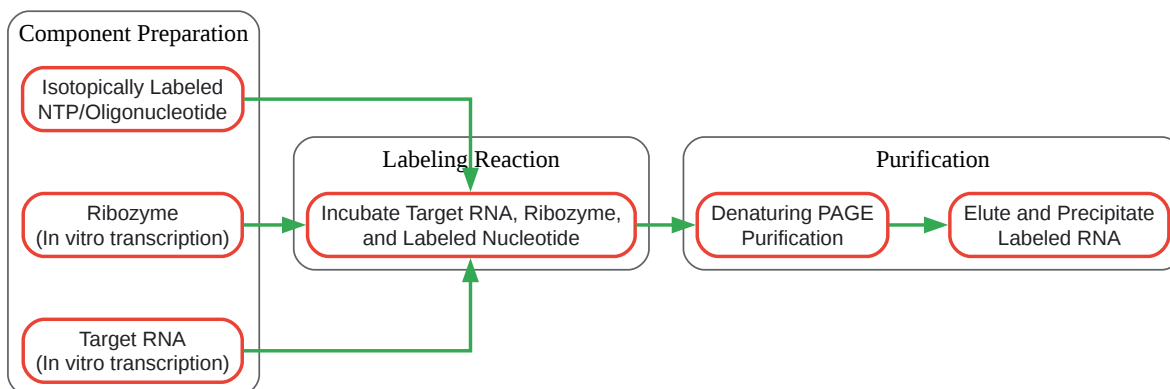 Component Preparation
Isotopically Labeled
NTP/Oligonucleotide
Ribozyme
(In vitro transcription)
Target RNA
(In vitro transcription)
Labeling Reaction
Incubate Target RNA, Ribozyme,
and Labeled Nucleotide
Purification
Denaturing PAGE
Purification
Elute and Precipitate
Labeled RNA